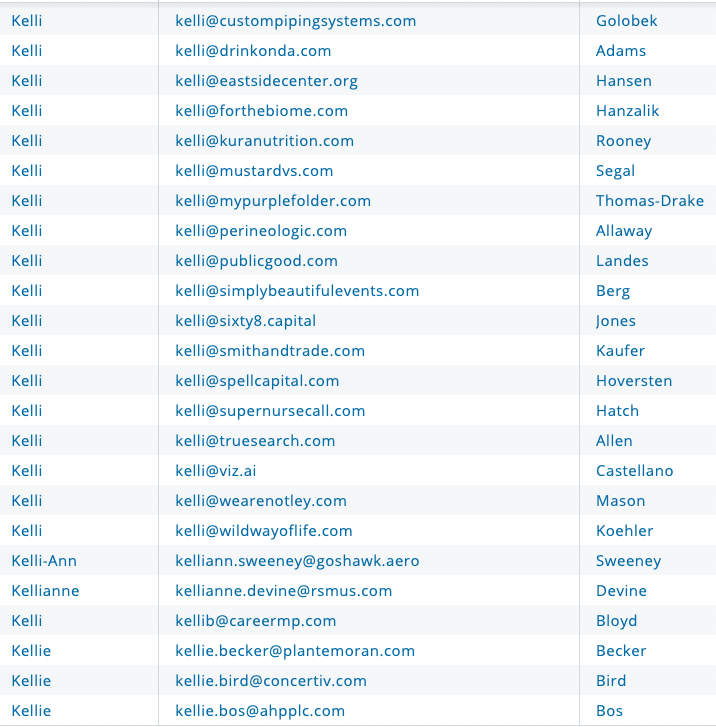 Kelli kelli@custompipingsystems.com Golobek
Kelli kelli@drinkonda.com Adams
Kelli kelli@eastsidecenter.org Hansen
Kelli kelli@forthebiome.com Hanzalik
Kelli kelli@kuranutrition.com Rooney
Kelli kelli@mustardvs.com Segal
Kelli kelli@mypurplefolder.com Thomas-Drake
Kelli kelli@perineologic.com Allaway
Kelli kelli@publicgood.com Landes
Kelli kelli@simplybeautifulevents.com Berg
Kelli kelli@sixty8.capital Jones
Kelli kelli@smithandtrade.com Kaufer
Kelli kelli@spellcapital.com Hoversten
Kelli kelli@supernursecall.com Hatch
Kelli kelli@truesearch.com Allen
Kelli kelli@viz.ai Castellano
Kelli kelli@wearenotley.com Mason
Kelli kelli@wildwayoflife.com Koehler
Kelli-Ann kelliann.sweeney@goshawk.aero Sweeney
Kellianne kellianne.devine@rsmus.com Devine
Kelli kellib@careermp.com Bloyd
Kellie kellie.becker@plantemoran.com Becker
Kellie kellie.bird@concertiv.com Bird
Kellie kellie.bos@ahpplc.com Bos